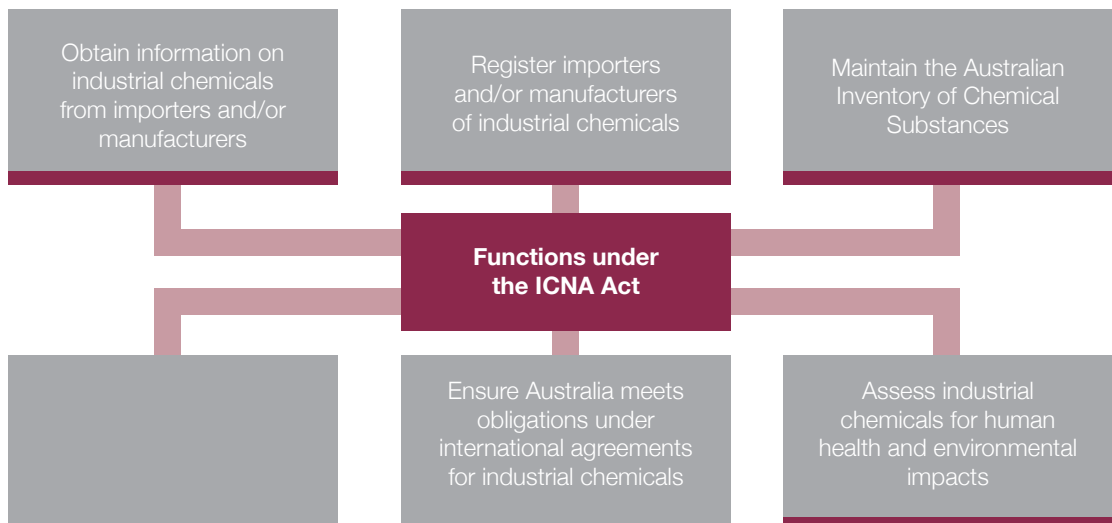 Obtain information on
industrial chemicals
from importers and/or
manufacturers
Register importers
and/or manufacturers
of industrial chemicals
Maintain the Australian
Inventory of Chemical
Substances
Functions under
the ICNA Act
Ensure Australia meets
obligations under
international agreements
for industrial chemicals
Assess industrial
chemicals for human
health and environmental
impacts